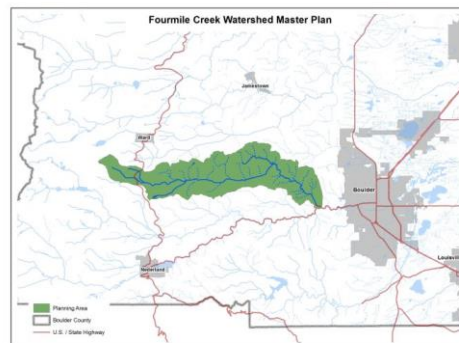 Fourmile Creek Watershed Master Plan
Jamestown
Ward
Boulder
Louisville
Nederland
Planning Area
Boulder County
U.S. / State Highway